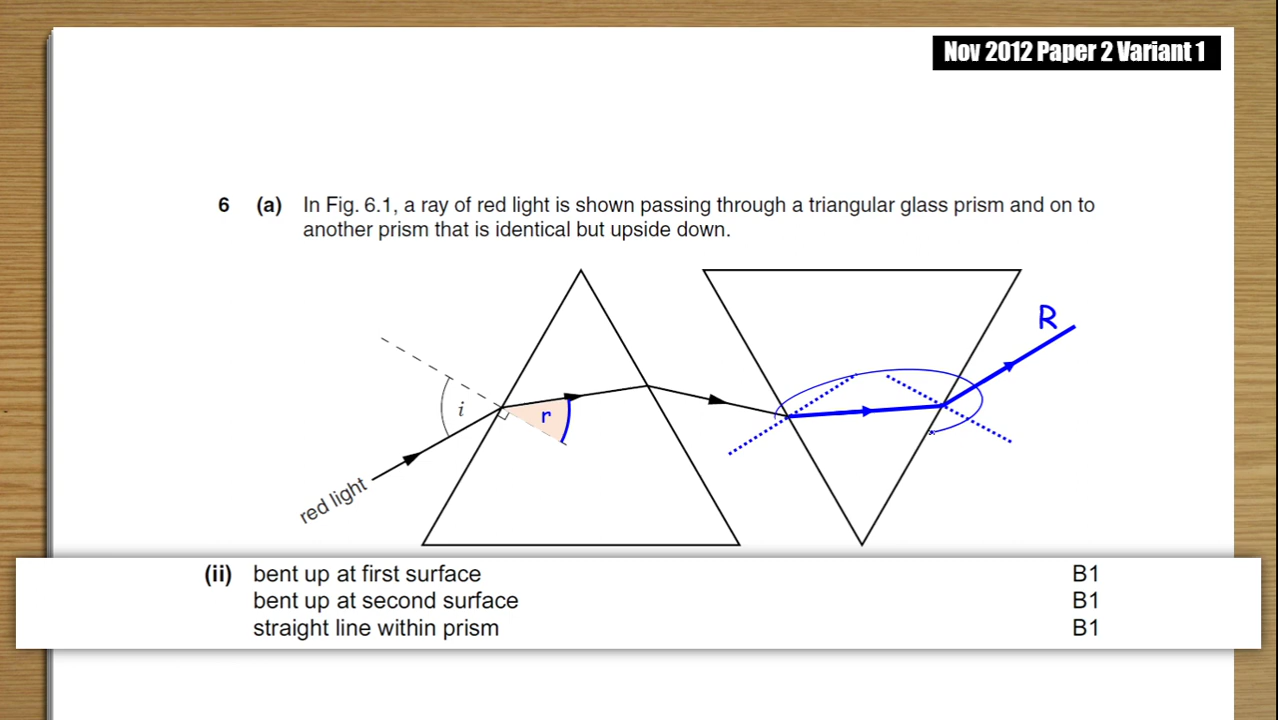 Nov 2012 Paper 2 Variant 1
6 (a) In Fig. 6.1, a ray of red light is shown passing through a triangular glass prism and on to
another prism that is identical but upside down.
R
i
r
red light
(ii) bent up at first surface B1
bent up at second surface B1
straight line within prism B1